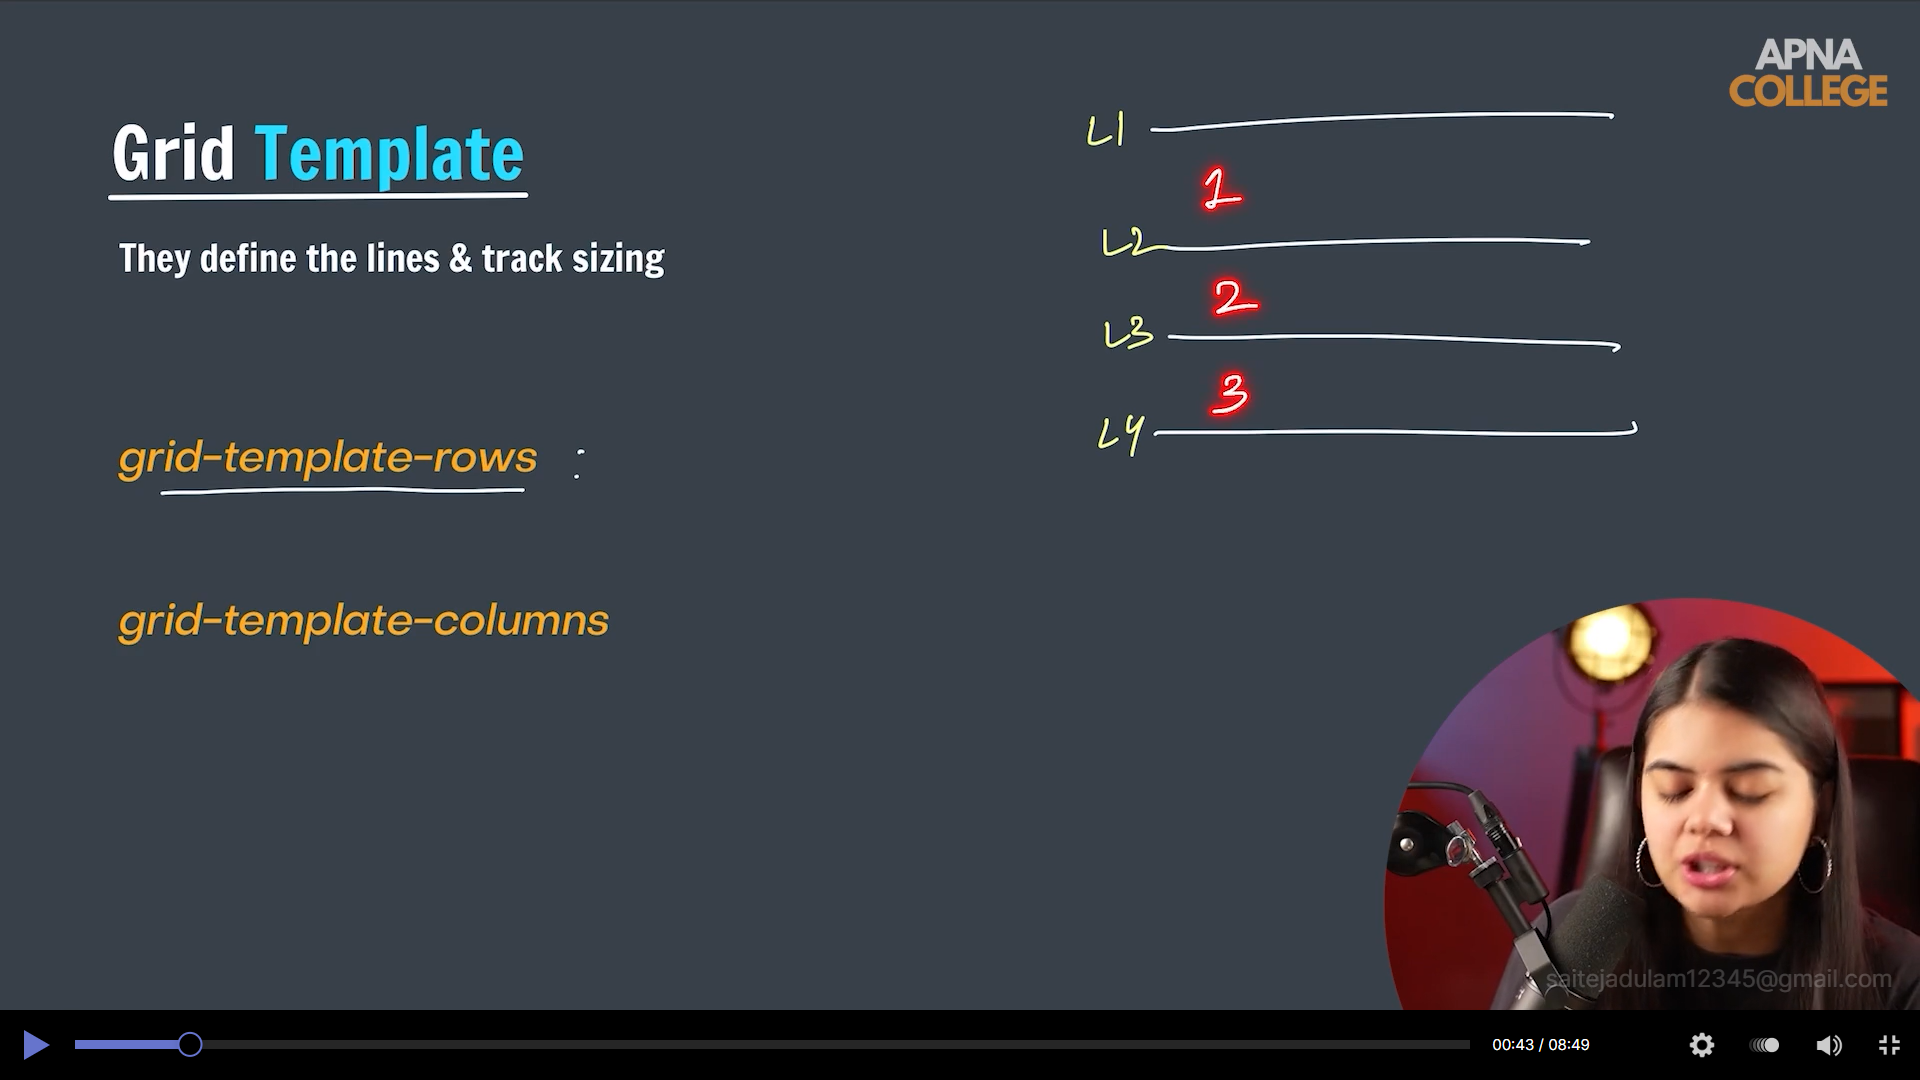 APNA
COLLEGE
Grid Template
They define the lines & track sizing
L1
1
L2
2
L3
3
L4
grid-template-rows :
grid-template-columns
saitejadulam12345@gmail.com
00:43 / 08:49